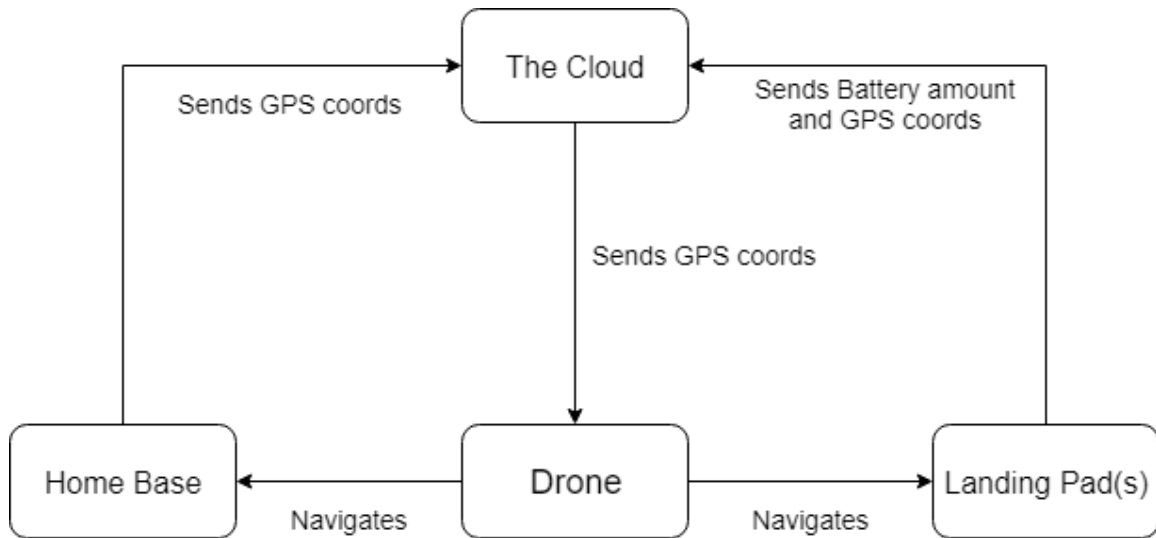 The Cloud
Sends GPS coords
Sends Battery amount
and GPS coords
Sends GPS coords
Home Base
Drone
Landing Pad(s)
Navigates
Navigates